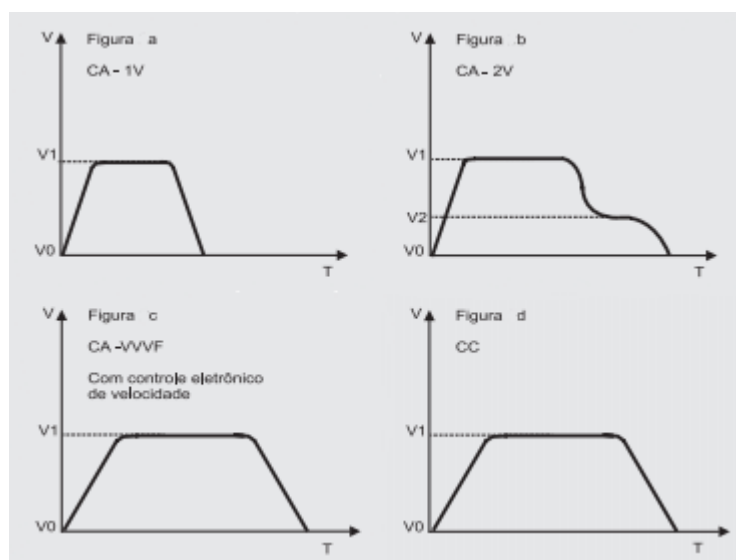 V Figura a
CA - 1V
V1
V0
T
V Figura b
CA - 2V
V1
V2
V0
T
V Figura c
CA -VVVF
Com controle eletrônico
de velocidade
V1
V0
T
V Figura d
CC
V1
V0
T